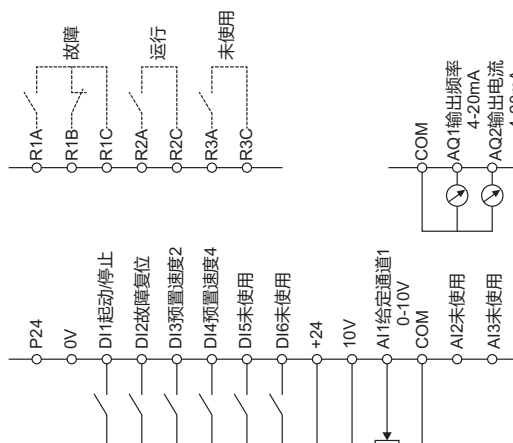 故障
运行
未使用
R1A
R1B
R1C
R2A
R2C
R3A
R3C
COM
AQ1输出频率
4-20mA
AQ2输出电流
P24
0V
DI1起动/停止
DI2故障复位
DI3预置速度2
DI4预置速度4
DI5未使用
DI6未使用
+24
10V
AI1给定通道1
0-10V
COM
AI2未使用
AI3未使用